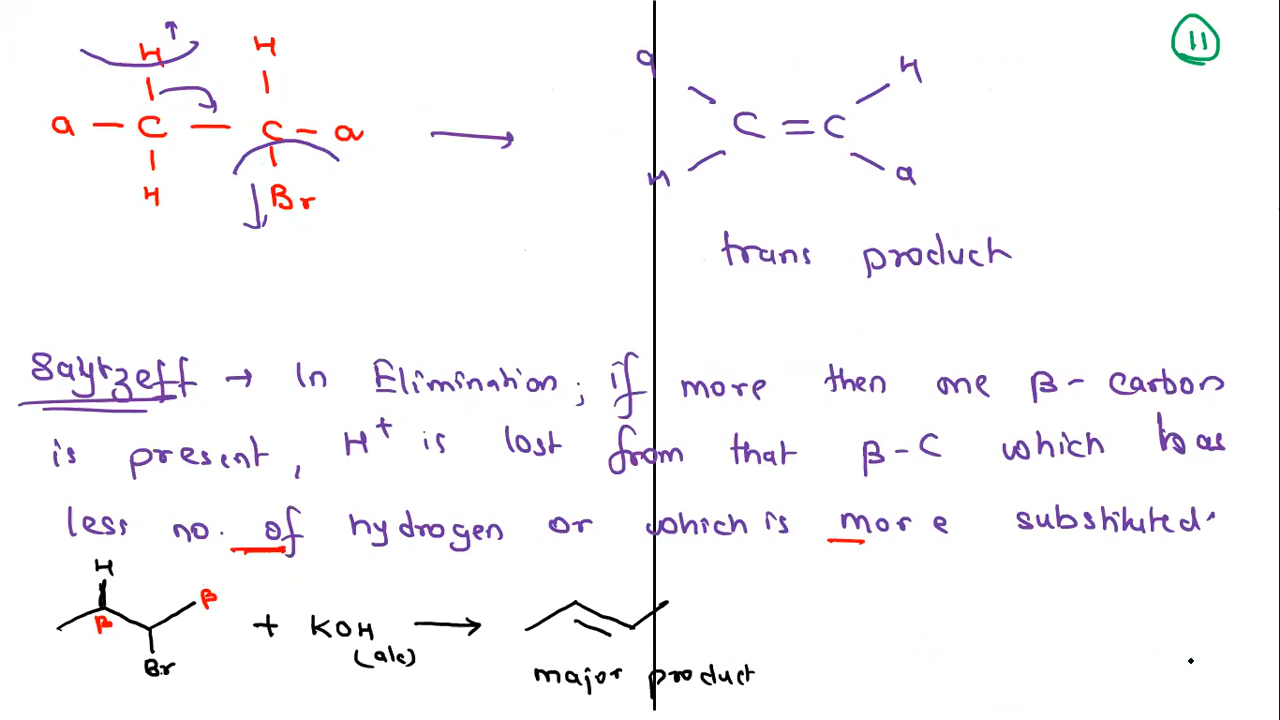 11
H H a H
a – C – C – a → C = C
H Br H a
trans product
Saytzeff → In Elimination; if more then one β- carbon
is present, H+ is lost from that β-C which has
less no. of hydrogen or which is more substituted.
H
β β + KOH →
Br (alc)
major product